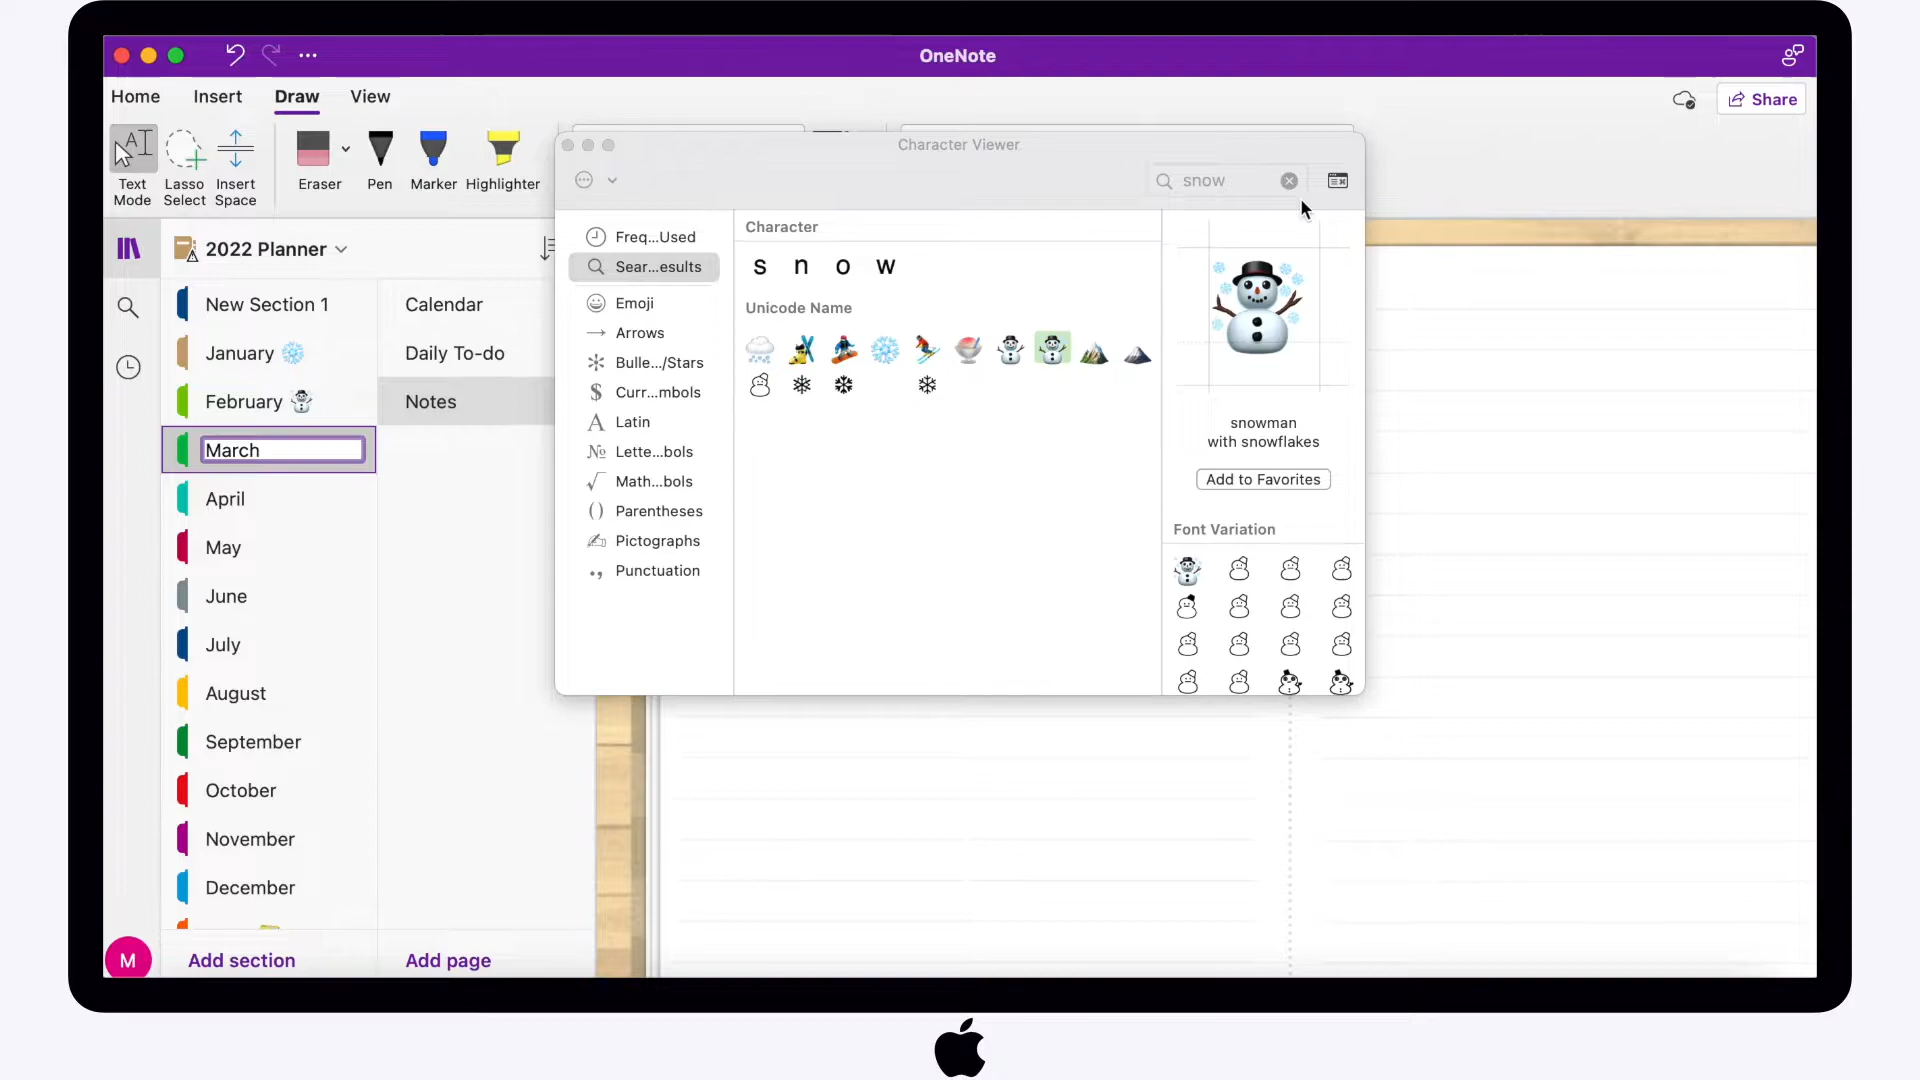 OneNote
Home Insert Draw View
Share
Text Mode
Lasso Select
Insert Space
Eraser
Pen
Marker
Highlighter
Character Viewer
snow
2022 Planner
New Section 1
January ❄️
February ☃️
March
April
May
June
July
August
September
October
November
December
Add section
Calendar
Daily To-do
Notes
Add page
Freq...Used
Sear...esults
Emoji
Arrows
Bulle.../Stars
Curr...mbols
Latin
Lette...bols
Math...bols
Parentheses
Pictographs
Punctuation
Character
s n o w
Unicode Name
snowman
with snowflakes
Add to Favorites
Font Variation
M